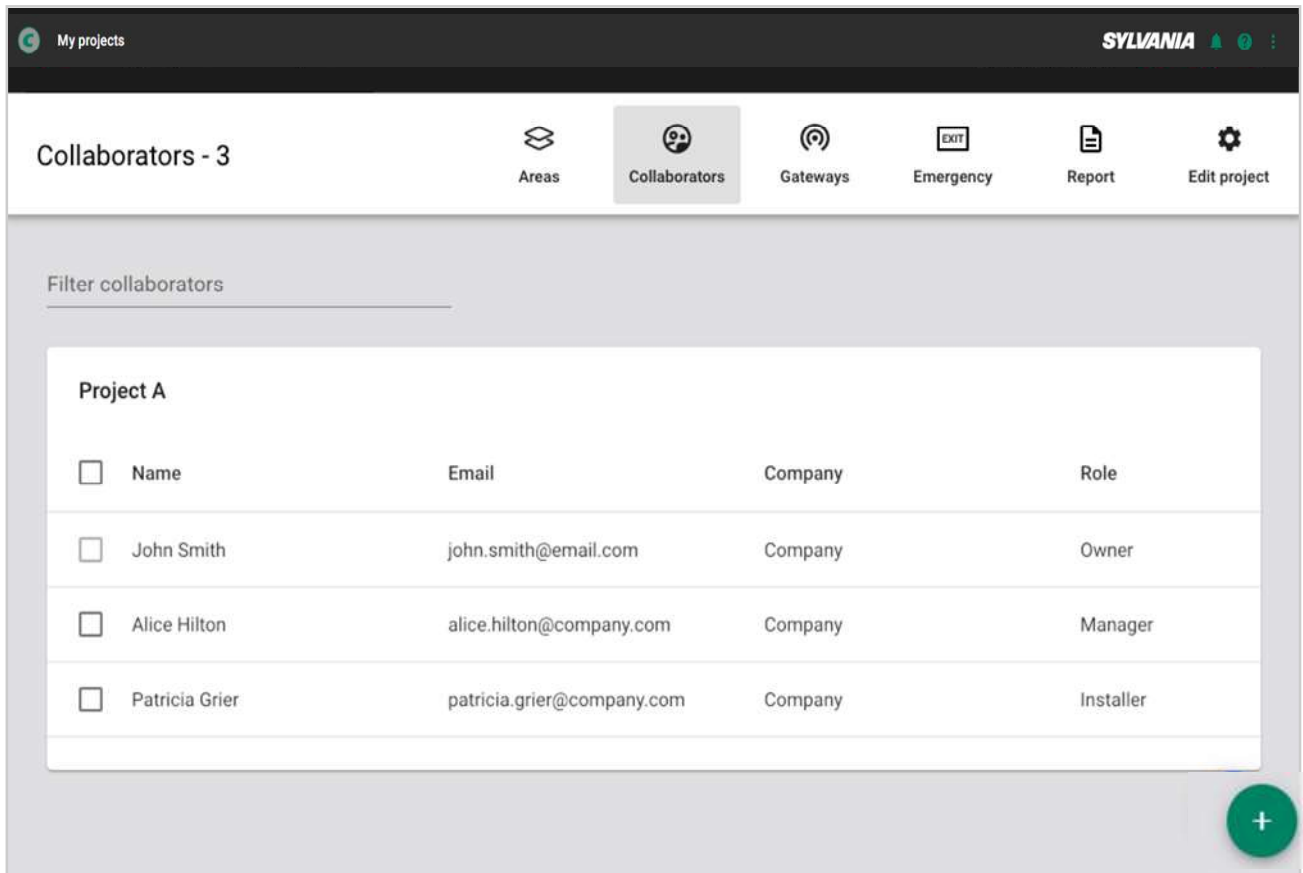 My projects SYLVANIA
Collaborators - 3
EXIT
Areas Collaborators Gateways Emergency Report Edit project
Filter collaborators
Project A
Name Email Company Role
John Smith john.smith@email.com Company Owner
Alice Hilton alice.hilton@company.com Company Manager
Patricia Grier patricia.grier@company.com Company Installer
+